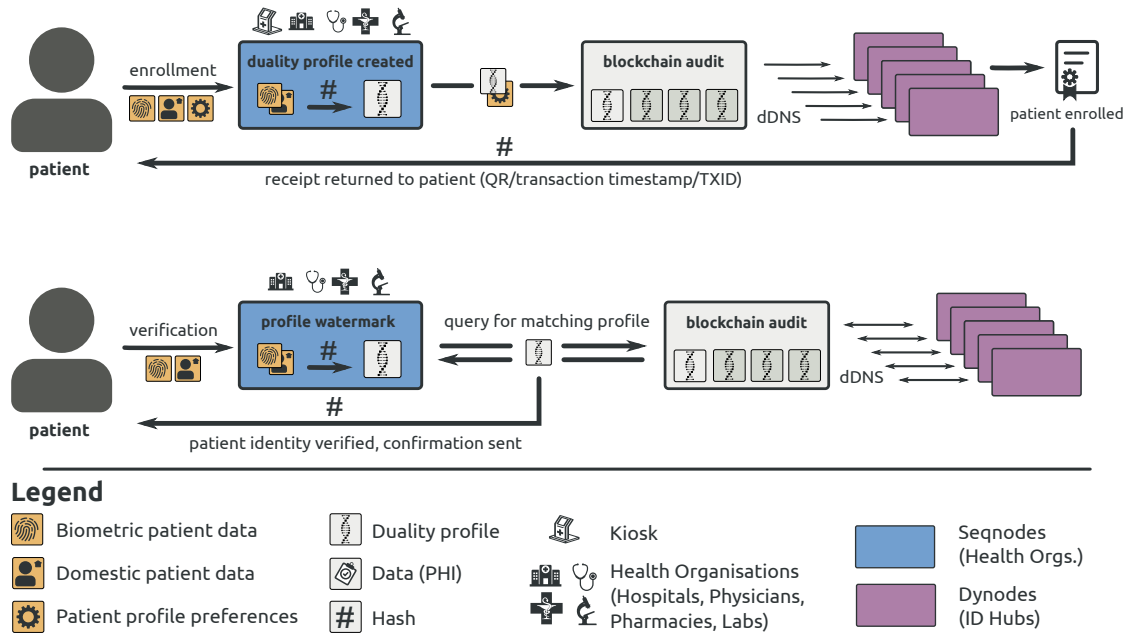 enrollment
duality profile created
#
blockchain audit
dDNS
patient enrolled
patient
#
receipt returned to patient (QR/transaction timestamp/TXID)
verification
profile watermark
#
query for matching profile
blockchain audit
dDNS
patient
#
patient identity verified, confirmation sent
Legend
Biometric patient data
Domestic patient data
Patient profile preferences
Duality profile
Data (PHI)
#
Hash
Kiosk
Health Organisations
(Hospitals, Physicians,
Pharmacies, Labs)
Seqnodes
(Health Orgs.)
Dynodes
(ID Hubs)